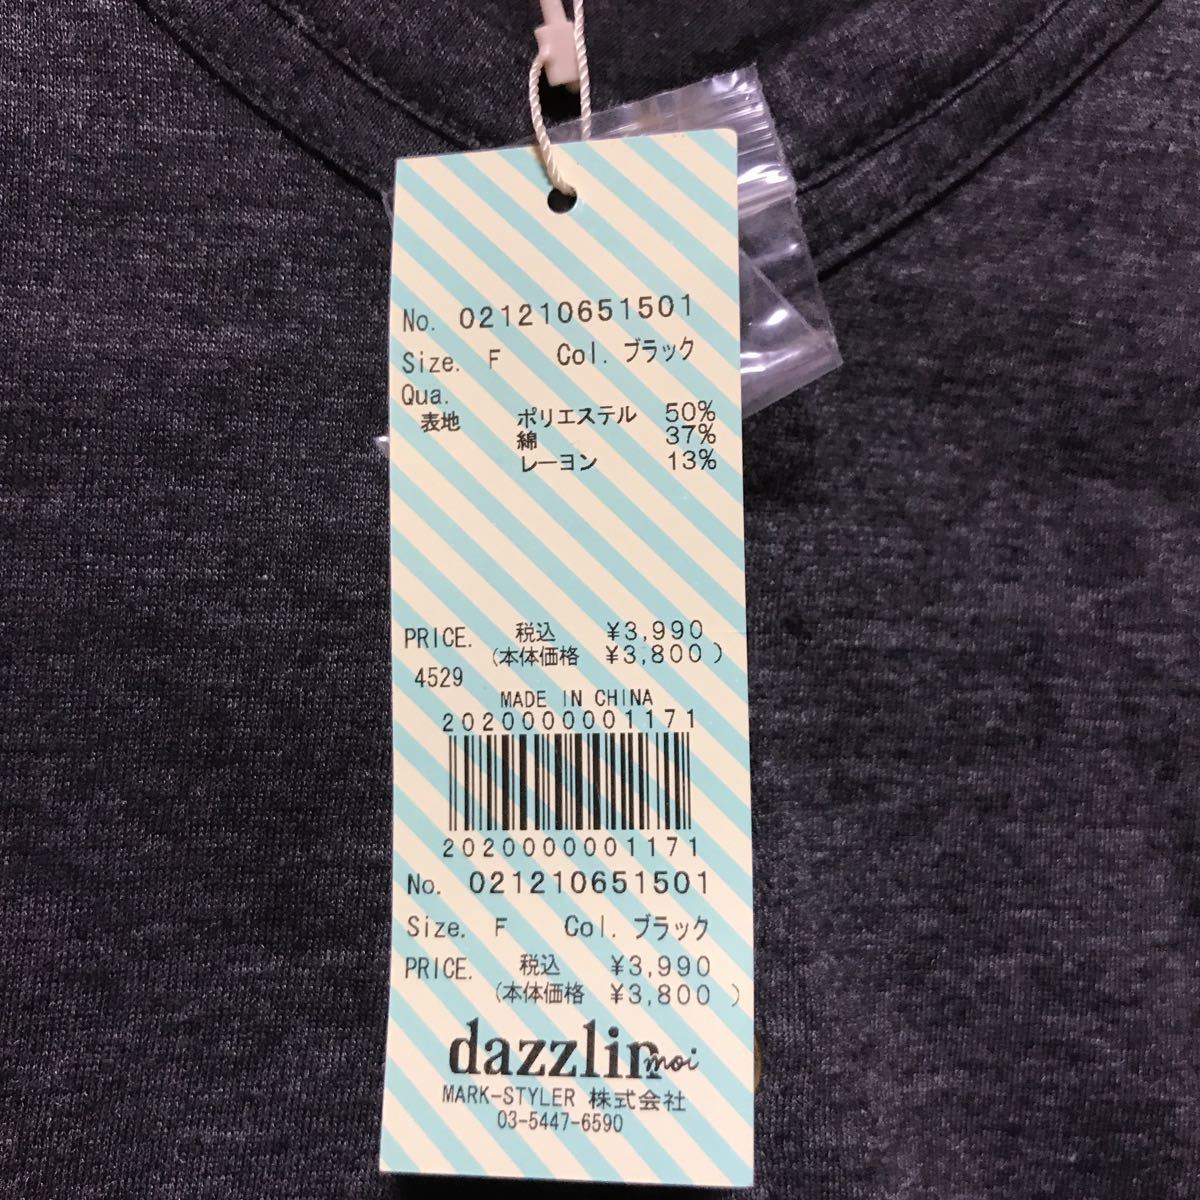 No. 021210651501
Size. F Col. ブラック
Qua.
表地 ポリエステル 50%
綿 37%
レーヨン 13%
PRICE. 税込 ¥3,990
(本体価格 ¥3,800 )
4529
MADE IN CHINA
2020000001171
2020000001171
No. 021210651501
Size. F Col. ブラック
PRICE. 税込 ¥3,990
(本体価格 ¥3,800 )
dazzlin moi
MARK-STYLER 株式会社
03-5447-6590